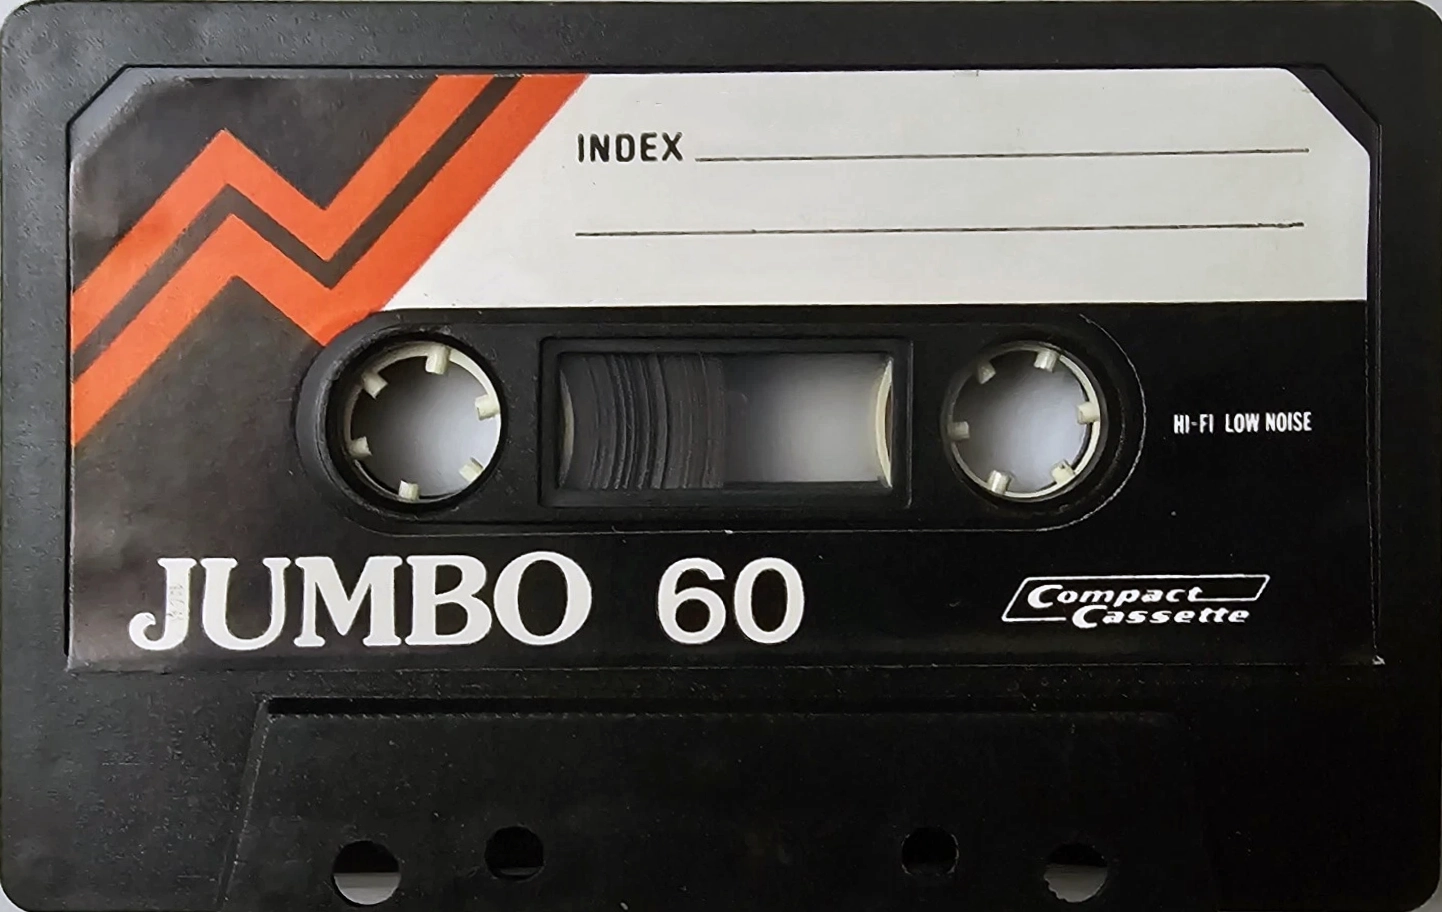 INDEX
HI-FI LOW NOISE
JUMBO 60
Compact
Cassette